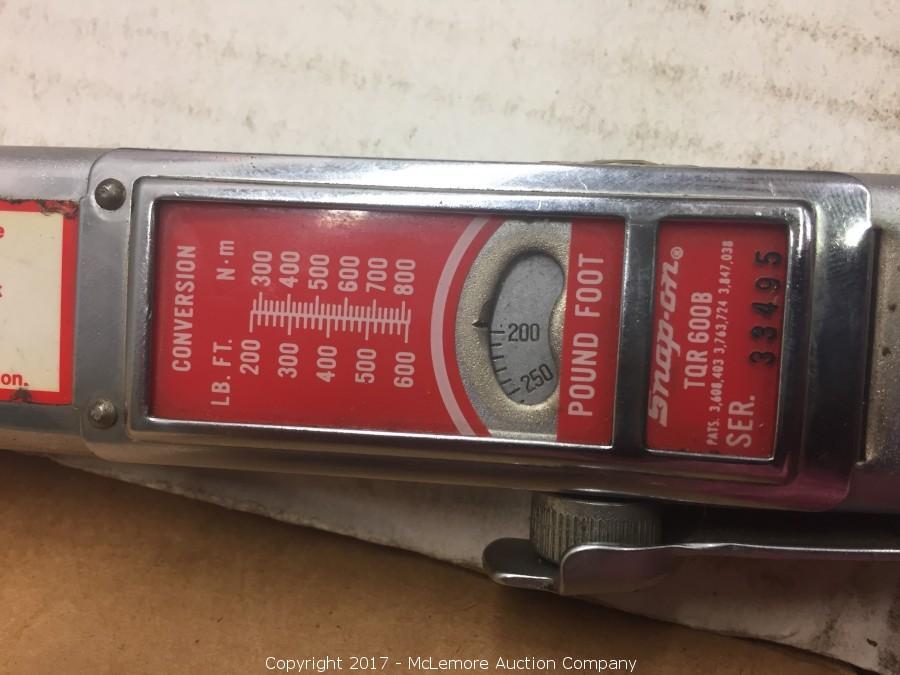 e
on.
CONVERSION
LB. FT. N·m
200 300 400 500 600
300 400 500 600 700 800
200
250
POUND FOOT
Snap-on®
TQR 600B
PATS. 3,608,403 3,763,724 3,847,038
SER. 33495
Copyright 2017 - McLemore Auction Company